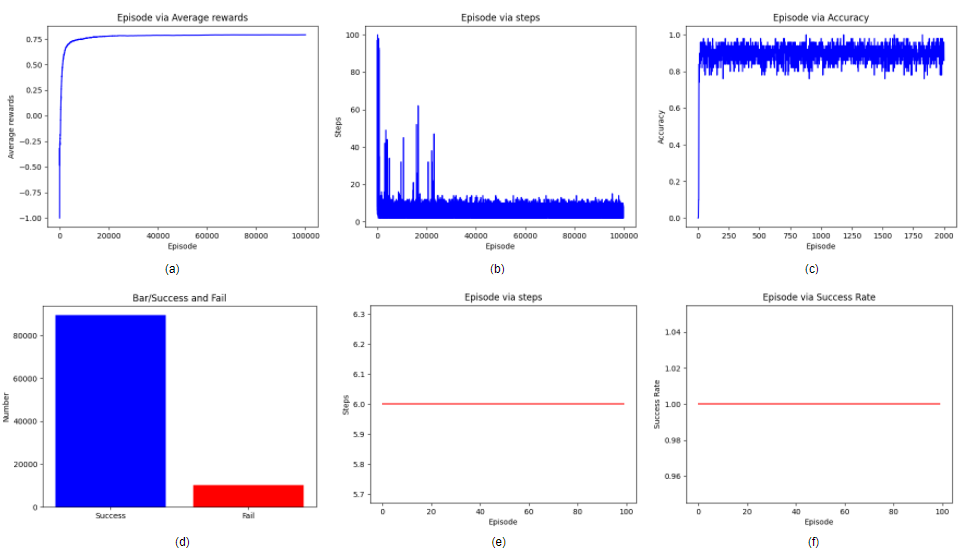 Episode via Average rewards
0.75
0.50
0.25
0.00
−0.25
−0.50
−0.75
−1.00
Average rewards
0 20000 40000 60000 80000 100000
Episode
(a)
Episode via steps
100
80
60
40
20
0
Steps
0 20000 40000 60000 80000 100000
Episode
(b)
Episode via Accuracy
1.0
0.8
0.6
0.4
0.2
0.0
Accuracy
0 250 500 750 1000 1250 1500 1750 2000
Episode
(c)
Bar/Success and Fail
80000
60000
40000
20000
0
Number
Success Fail
(d)
Episode via steps
6.3
6.2
6.1
6.0
5.9
5.8
5.7
Steps
0 20 40 60 80 100
Episode
(e)
Episode via Success Rate
1.04
1.02
1.00
0.98
0.96
Success Rate
0 20 40 60 80 100
Episode
(f)